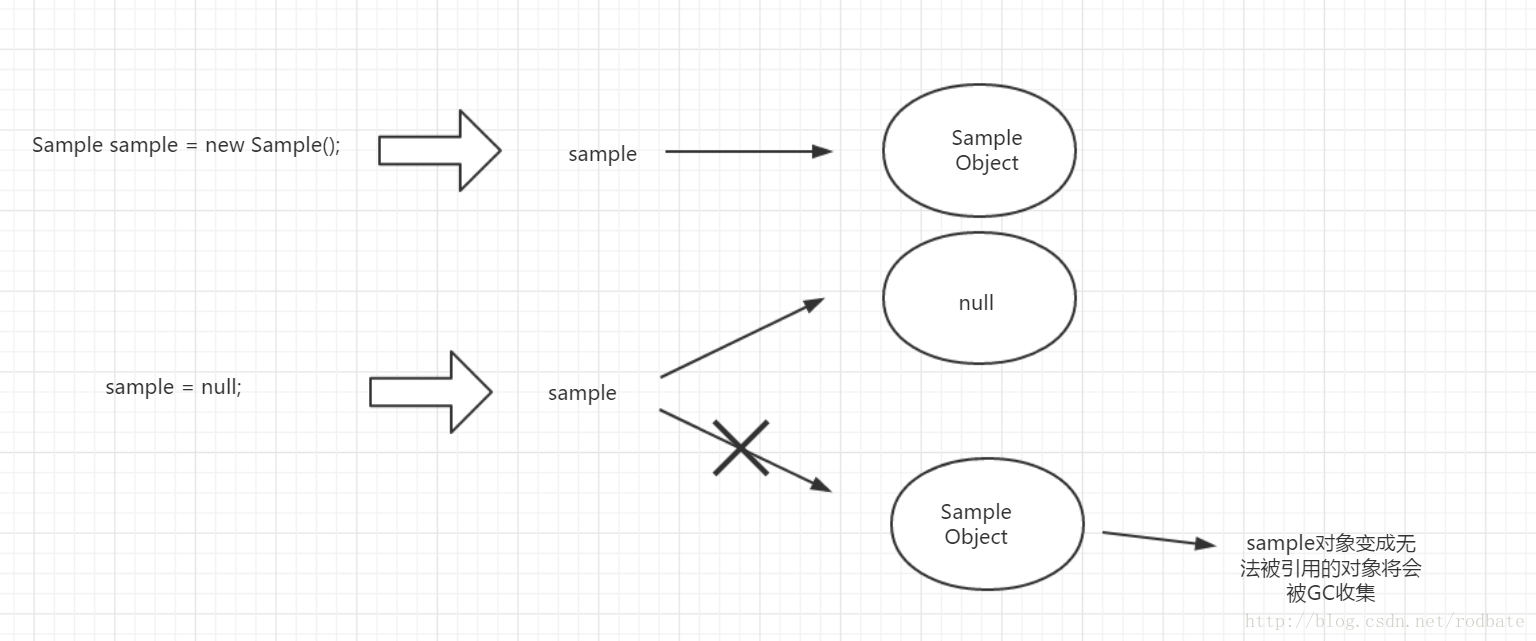 Sample sample = new Sample();
sample
Sample
Object
null
sample = null;
sample
Sample
Object
sample对象变成无
法被引用的对象将会
被GC收集
http://blog.csdn.net/rodbate